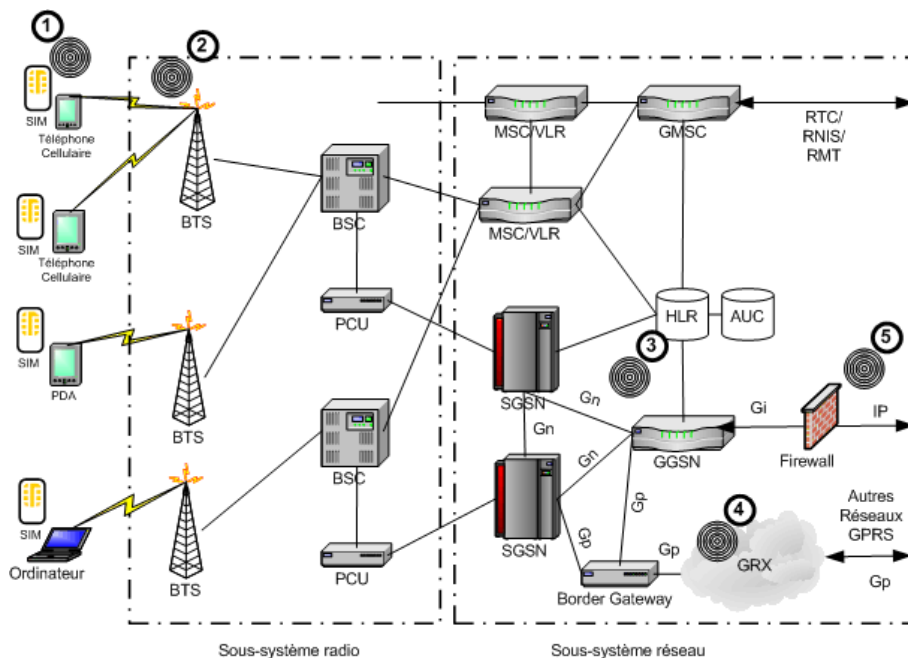 1
2
SIM
Téléphone
Cellulaire
BTS
SIM
Téléphone
Cellulaire
BSC
PCU
SIM
PDA
BTS
BSC
SIM
Ordinateur
BTS
PCU
Sous-système radio
MSC/VLR
GMSC
RTC/
RNIS/
RMT
MSC/VLR
HLR
AUC
3
5
SGSN
Gn
Gn
Gn
GGSN
Gi
Firewall
IP
SGSN
Gp
Gp
Gp
Border Gateway
4
GRX
Autres
Réseaux
GPRS
Gp
Sous-système réseau